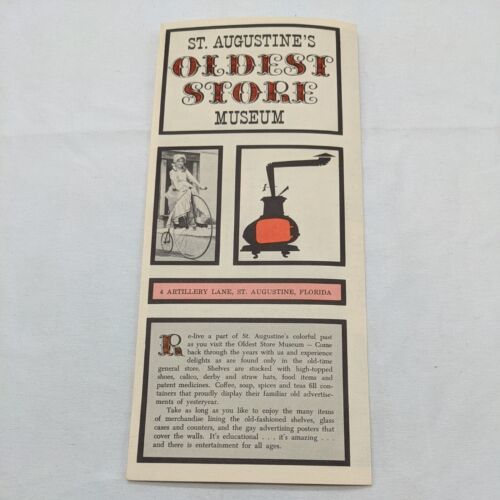 ST. AUGUSTINE'S
OLDEST
STORE
MUSEUM
4 ARTILLERY LANE, ST. AUGUSTINE, FLORIDA
Re-live a part of St. Augustine's colorful past
as you visit the Oldest Store Museum — Come
back through the years with us and experience
delights as are found only in the old-time
general store. Shelves are stocked with high-topped
shoes, calico, derby and straw hats, food items and
patent medicines. Coffee, soap, spices and teas fill con-
tainers that proudly display their familiar old advertise-
ments of yesteryear.
Take as long as you like to enjoy the many items
of merchandise lining the old-fashioned shelves, glass
cases and counters, and the gay advertising posters that
cover the walls. It's educational . . . it's amazing . . .
and there is entertainment for all ages.